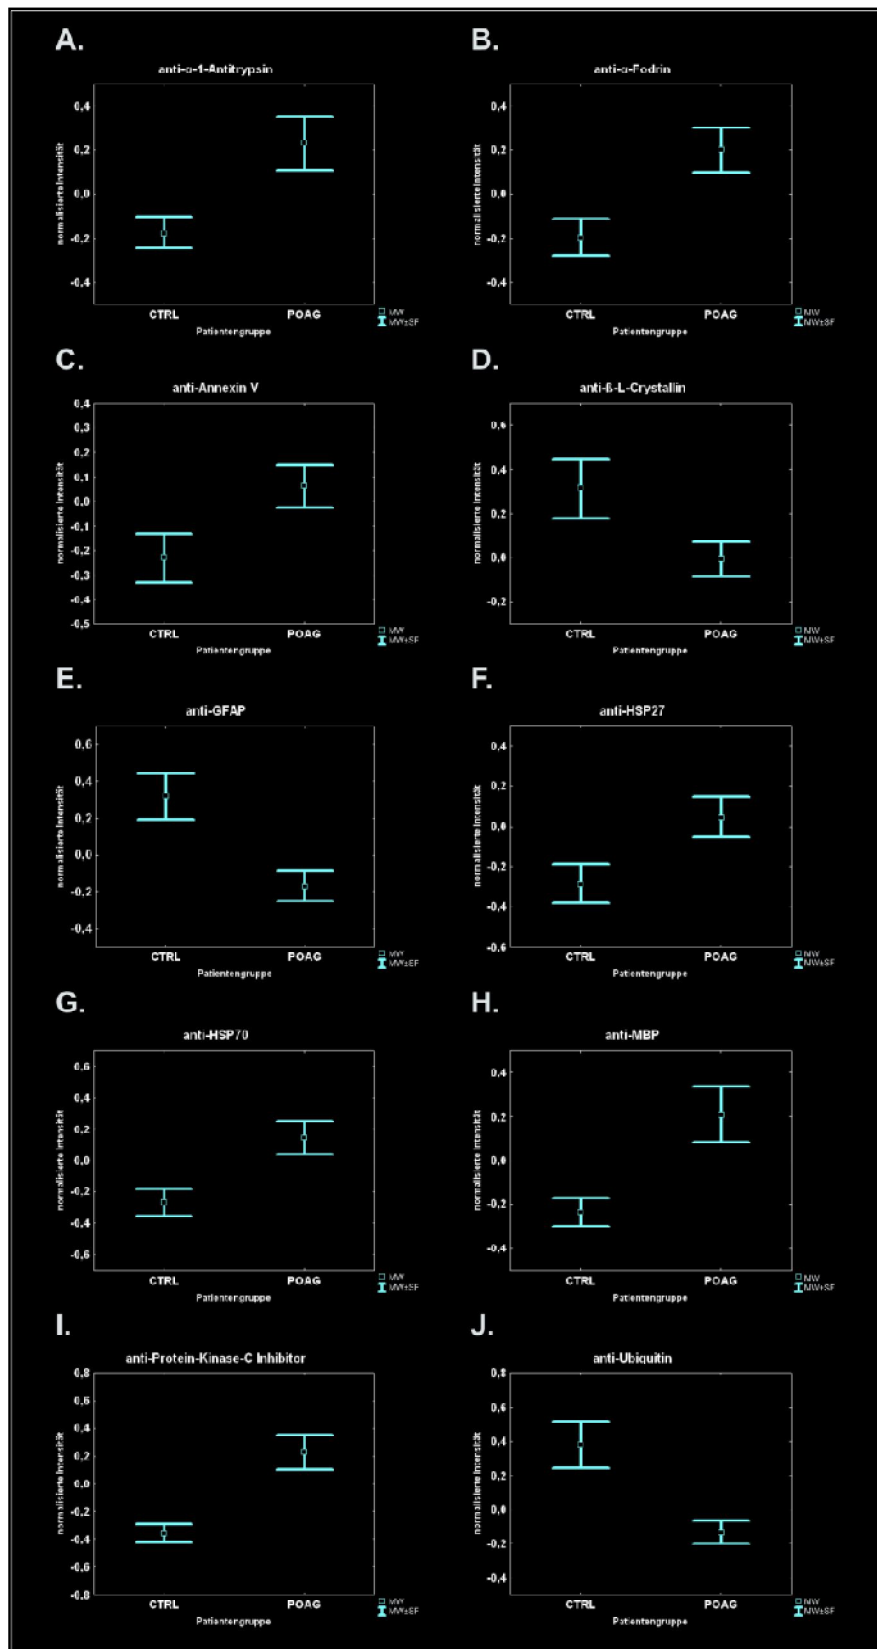 A.
anti-α-1-Antitrypsin
normalisierte Intensität
0,4
0,2
0,0
-0,2
-0,4
CTRL POAG
Patientengruppe
MW
MW±SF
B.
anti-α-Fodrin
normalisierte Intensität
0,4
0,2
0,0
-0,2
-0,4
CTRL POAG
Patientengruppe
MW
MW±SF
C.
anti-Annexin V
normalisierte Intensität
0,4
0,3
0,2
0,1
0,0
-0,1
-0,2
-0,3
-0,4
-0,5
CTRL POAG
Patientengruppe
MW
MW±SF
D.
anti-ß-L-Crystallin
normalisierte Intensität
0,6
0,4
0,2
0,0
-0,2
CTRL POAG
Patientengruppe
MW
MW±SF
E.
anti-GFAP
normalisierte Intensität
0,6
0,4
0,2
0,0
-0,2
-0,4
CTRL POAG
Patientengruppe
MW
MW±SF
F.
anti-HSP27
normalisierte Intensität
0,4
0,2
0,0
-0,2
-0,4
-0,6
CTRL POAG
Patientengruppe
MW
MW±SF
G.
anti-HSP70
normalisierte Intensität
0,6
0,4
0,2
0,0
-0,2
-0,4
-0,6
CTRL POAG
Patientengruppe
MW
MW±SF
H.
anti-MBP
normalisierte Intensität
0,4
0,2
0,0
-0,2
-0,4
CTRL POAG
Patientengruppe
MW
MW±SF
I.
anti-Protein-Kinase-C Inhibitor
normalisierte Intensität
0,8
0,6
0,4
0,2
0,0
-0,2
-0,4
-0,6
-0,8
CTRL POAG
Patientengruppe
MW
MW±SF
J.
anti-Ubiquitin
normalisierte Intensität
0,8
0,6
0,4
0,2
0,0
-0,2
-0,4
CTRL POAG
Patientengruppe
MW
MW±SF